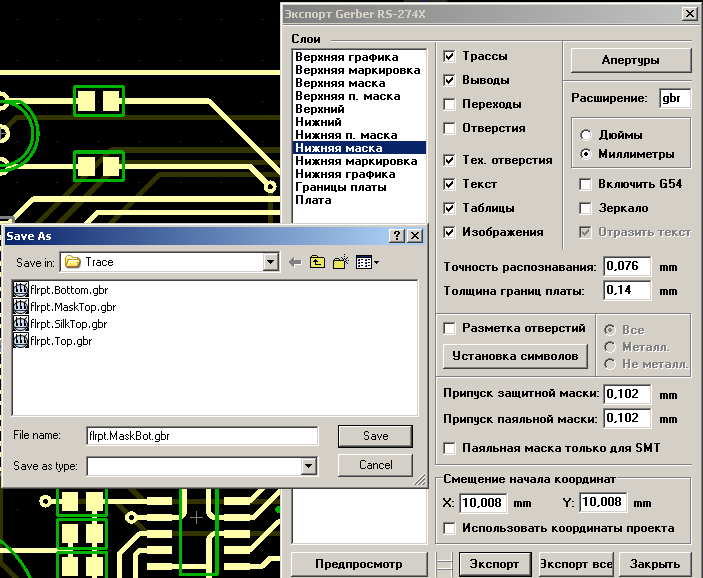 Экспорт Gerber RS-274X
Слои
Верхняя графика
Верхняя маркировка
Верхняя маска
Верхняя п. маска
Верхний
Нижний
Нижняя п. маска
Нижняя маска
Нижняя маркировка
Нижняя графика
Границы платы
Плата
Трассы
Выводы
Переходы
Отверстия
Тех. отверстия
Текст
Таблицы
Изображения
Апертуры
Расширение: gbr
Дюймы
Миллиметры
Включить G54
Зеркало
Отразить текст
Точность распознавания: 0,076 mm
Толщина границ платы: 0,14 mm
Разметка отверстий
Установка символов
Все
Металл.
Не металл.
Припуск защитной маски: 0,102 mm
Припуск паяльной маски: 0,102 mm
Паяльная маска только для SMT
Смещение начала координат
X: 10,008 mm Y: 10,008 mm
Использовать координаты проекта
Предпросмотр
Экспорт
Экспорт все
Закрыть
Save As
Save in: Trace
flrpt.Bottom.gbr
flrpt.MaskTop.gbr
flrpt.SilkTop.gbr
flrpt.Top.gbr
File name: flrpt.MaskBot.gbr
Save
Save as type:
Cancel